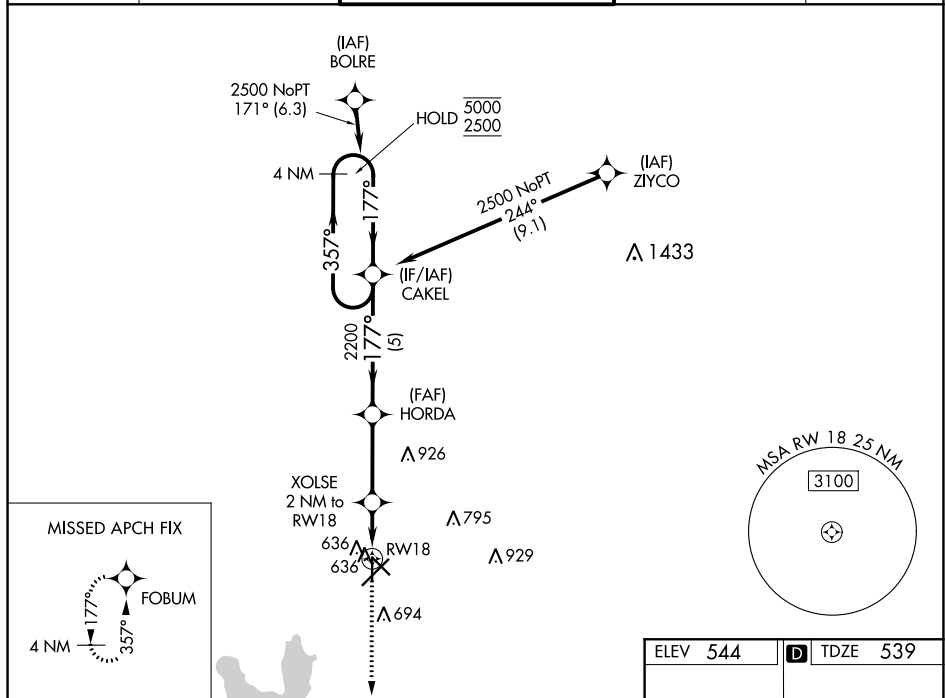 (IAF)
BOLRE
2500 NoPT
171° (6.3)
HOLD 5000
2500
4 NM
177°
357°
(IAF)
ZIYCO
2500 NoPT
244°
(9.1)
1433
(IF/IAF)
CAKEL
2200
177°
(5)
(FAF)
HORDA
926
XOLSE
2 NM to
RW18
795
636
636
RW18
929
694
MSA RW 18 25 NM
3100
MISSED APCH FIX
FOBUM
177°
357°
4 NM
ELEV 544
D TDZE 539